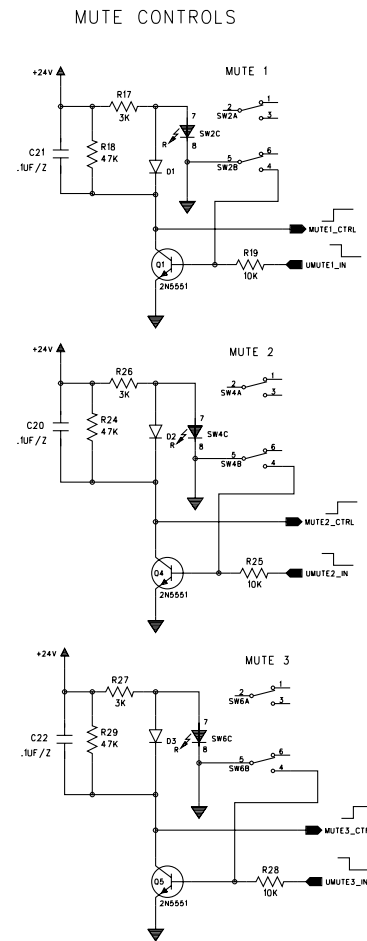 MUTE CONTROLS
+24V
MUTE 1
R17
3K
7
1
2
SW2A
3
R
SW2C
8
C21
.1UF/Z
R18
47K
D1
6
5
SW2B
4
MUTE1_CTRL
Q1
2N5551
R19
10K
UMUTE1_IN
+24V
MUTE 2
R26
3K
7
1
2
SW4A
3
C20
.1UF/Z
R24
47K
D2
R
SW4C
8
6
5
SW4B
4
MUTE2_CTRL
Q4
2N5551
R25
10K
UMUTE2_IN
+24V
MUTE 3
R27
3K
7
1
2
SW6A
3
C22
.1UF/Z
R29
47K
D3
R
SW6C
8
6
5
SW6B
4
MUTE3_CT
Q5
2N5551
R28
10K
UMUTE3_IN